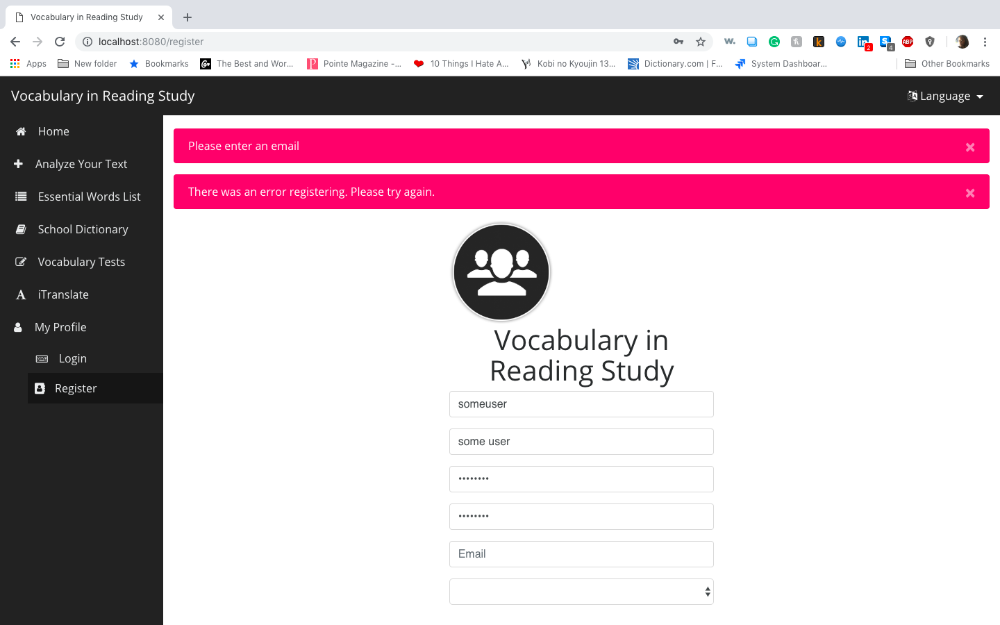 Vocabulary in Reading Study
localhost:8080/register
2
4
ABP
Apps
New folder
Bookmarks
The Best and Wor...
Pointe Magazine -...
10 Things I Hate A...
Kobi no Kyoujin 13...
Dictionary.com | F...
System Dashboar...
Other Bookmarks
Vocabulary in Reading Study
Language
Home
Analyze Your Text
Essential Words List
School Dictionary
Vocabulary Tests
iTranslate
My Profile
Login
Register
Please enter an email
There was an error registering. Please try again.
Vocabulary in
Reading Study
someuser
some user
••••••••
••••••••
Email